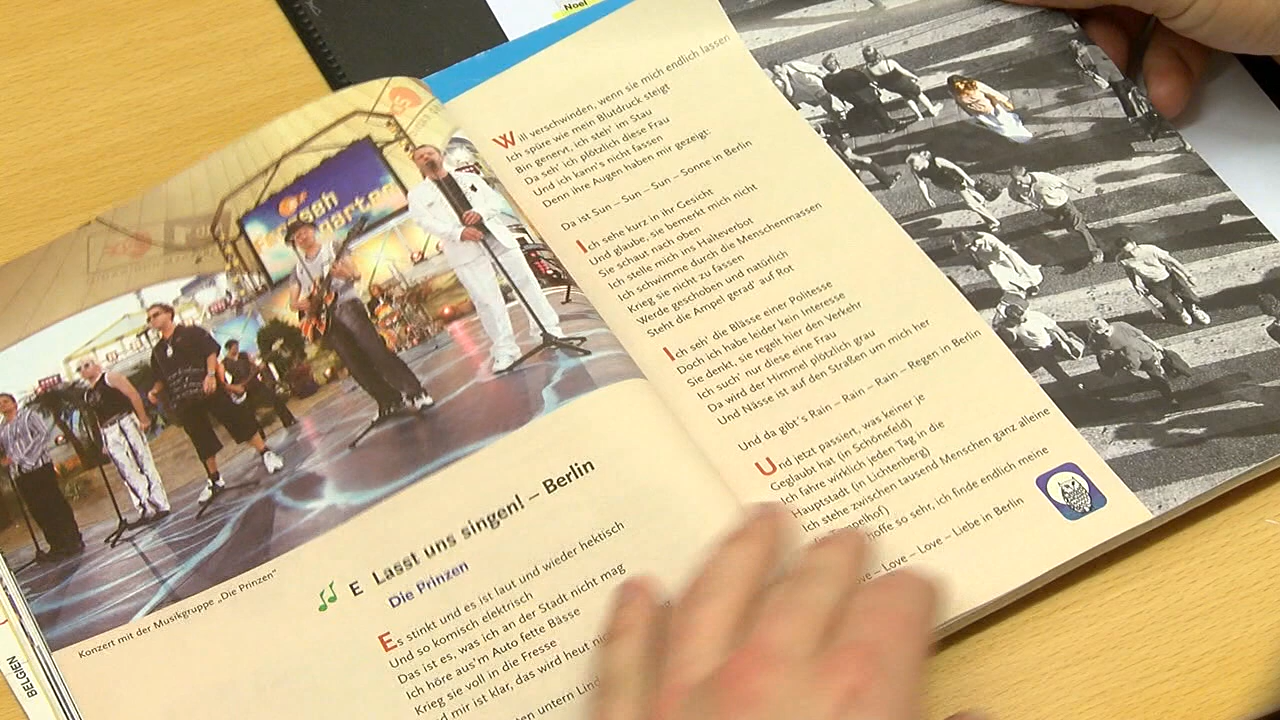 Noel
Konzert mit der Musikgruppe „Die Prinzen"
E Lasst uns singen! – Berlin
Die Prinzen
Es stinkt und es ist laut und wieder hektisch
Und so komisch elektrisch
Das ist es, was ich an der Stadt nicht mag
Ich höre aus'm Auto fette Bässe
Krieg sie voll in die Fresse
mir ist klar, das wird heut
unter
Will verschwinden, wenn sie mich endlich lassen
Ich spüre wie mein Blutdruck steigt
Bin genervt, ich steh' im Stau
Da seh' ich plötzlich diese Frau
Und ich kann's nicht fassen
Denn ihre Augen haben mir gezeigt:
Da ist Sun – Sun – Sun – Sonne in Berlin
Ich sehe kurz in ihr Gesicht
Und glaube, sie bemerkt mich nicht
Sie schaut nach oben
Ich stelle mich ins Halteverbot
Ich schwimme durch die Menschenmassen
Krieg sie nicht zu fassen
Werde geschoben und natürlich
Steht die Ampel gerad' auf Rot
Ich seh' die Blässe einer Politesse
Doch ich habe leider kein Interesse
Sie denkt, sie regelt hier den Verkehr
Ich such' nur diese eine Frau
Da wird der Himmel plötzlich grau
Und Nässe ist auf den Straßen um mich her
Und da gibt's Rain – Rain – Rain – Regen in Berlin
Und jetzt passiert, was keiner je
Geglaubt hat (in Schönefeld)
Ich fahre wirklich jeden Tag in die
Hauptstadt (in Lichtenberg)
Ich stehe zwischen tausend Menschen ganz alleine
hoffe so sehr, ich finde endlich meine
– Love – Love – Liebe in Berlin
BELGIEN